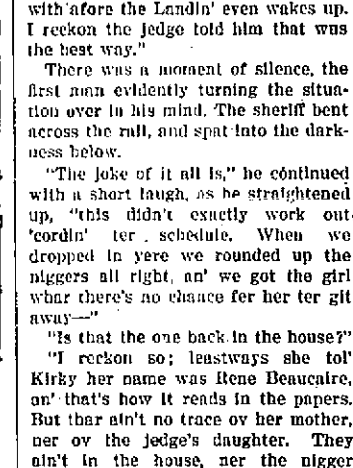 with afore the Landin' even wakes up.
I reckon the jedge told him that was
the best way."
There was a moment of silence, the
first man evidently turning the situa-
tion over in his mind. The sheriff bent
across the rail, and spat into the dark-
ness below.
"The joke of it all is," he continued
with a short laugh, as he straightened
up, "this didn't exactly work out
'cordin' ter schedule. When we
dropped in yere we rounded up the
niggers all right, an' we got the girl
whar there's no chance fer her ter git
away—"
"Is that the one back in the house?"
"I reckon so; leastways she tol'
Kirky her name was Rene Beaucaire,
an' that's how it reads in the papers.
But thar ain't no trace ov her mother,
ner ov the jedge's daughter. They
ain't in the house, ner the nigger